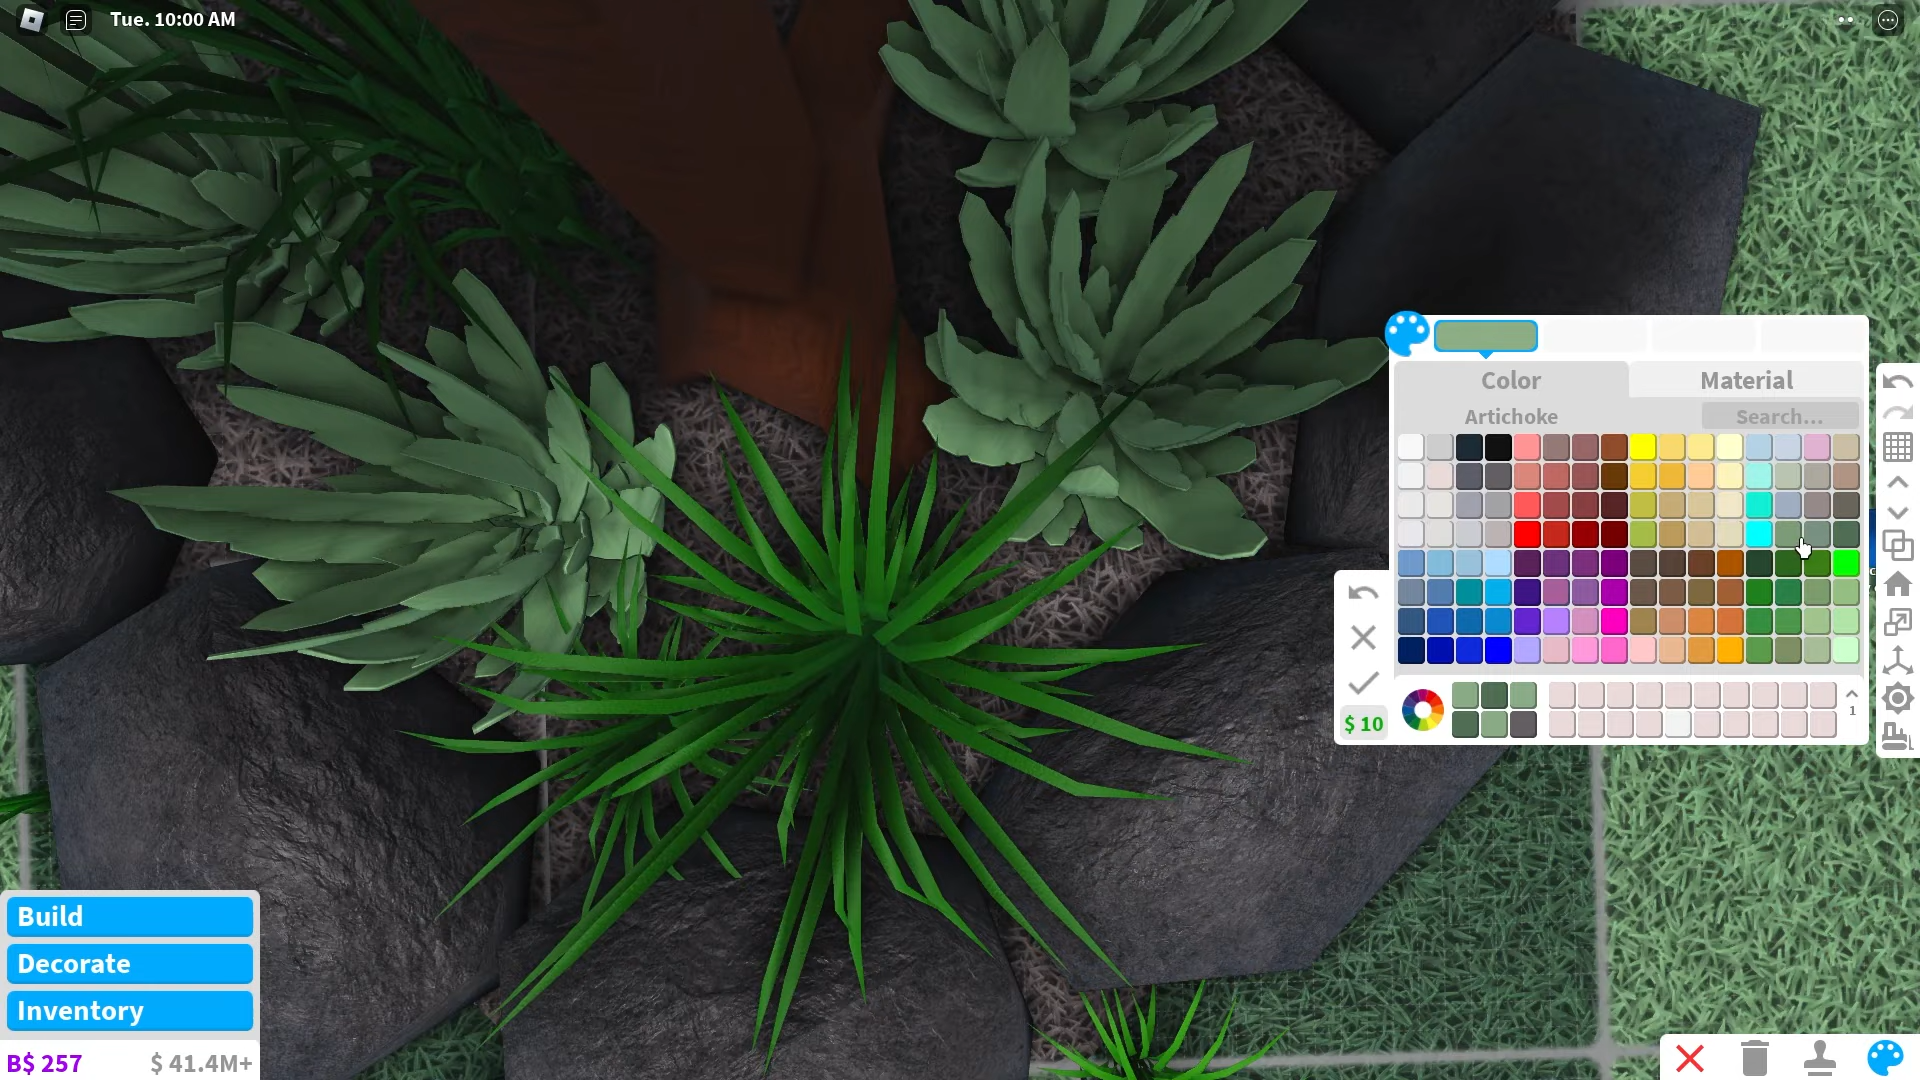 Tue. 10:00 AM
Color
Material
Artichoke
Search...
$ 10
1
Build
Decorate
Inventory
B$ 257
$ 41.4M+